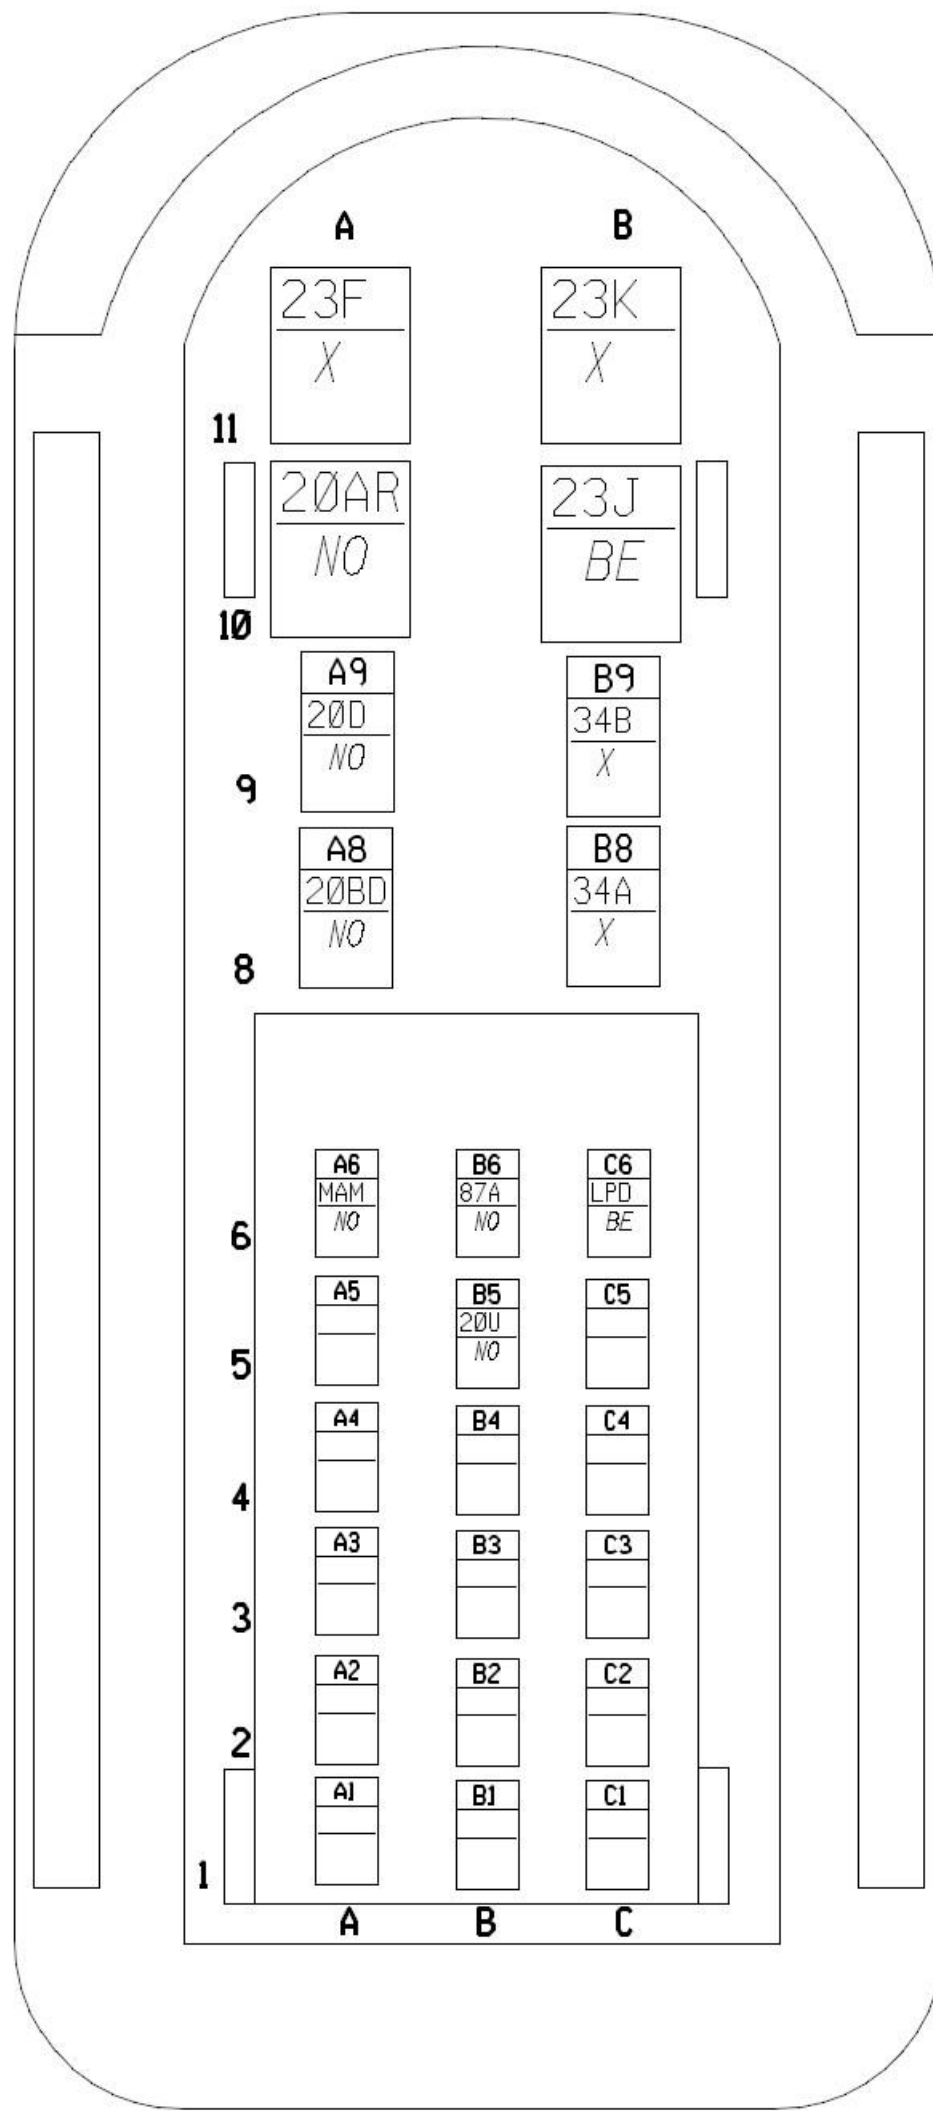 A B
23F 23K
X X
11
20AR 23J
NO BE
10
A9 B9
20D 34B
NO X
9
A8 B8
20BD 34A
NO X
8
A6 B6 C6
MAM 87A LPD
NO NO BE
6
A5 B5 C5
20U
NO
5
A4 B4 C4
4
A3 B3 C3
3
A2 B2 C2
2
A1 B1 C1
1
A B C